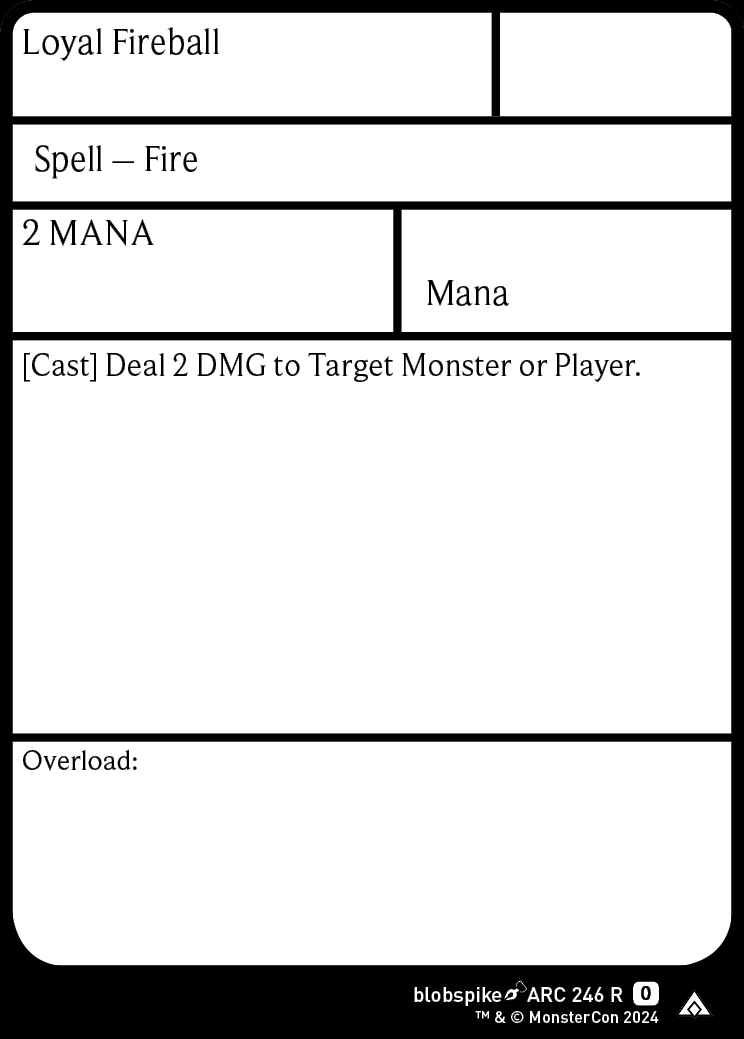 Loyal Fireball
Spell – Fire
2 MANA
Mana
[Cast] Deal 2 DMG to Target Monster or Player.
Overload:
blobspike ARC 246 R 0
™ & © MonsterCon 2024